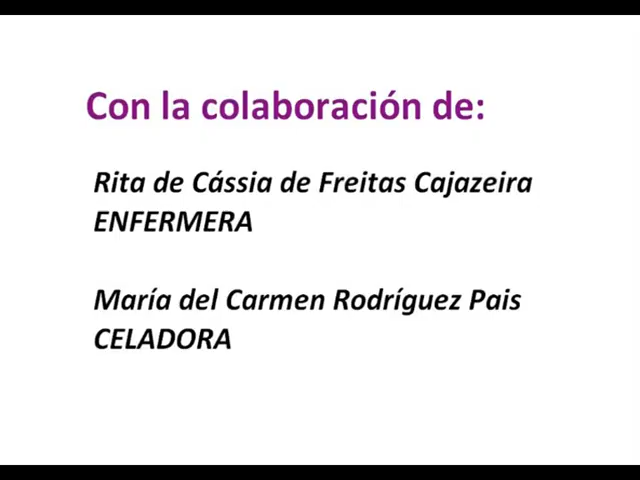 Con la colaboración de:
Rita de Cássia de Freitas Cajazeira
ENFERMERA
María del Carmen Rodríguez Pais
CELADORA